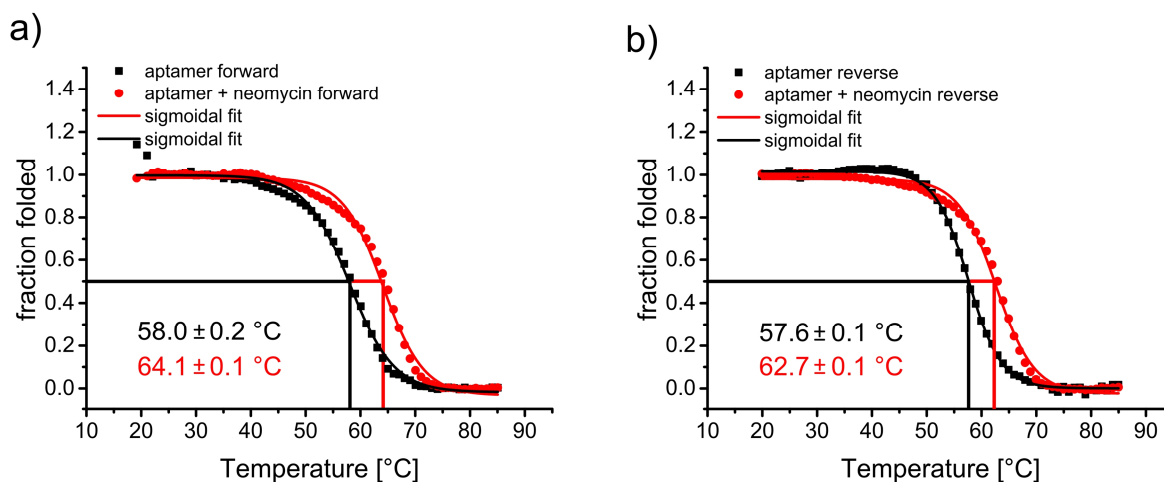 a)
aptamer forward
aptamer + neomycin forward
sigmoidal fit
sigmoidal fit
fraction folded
1.4
1.2
1.0
0.8
0.6
0.4
0.2
0.0
58.0 ± 0.2 °C
64.1 ± 0.1 °C
10 20 30 40 50 60 70 80 90
Temperature [°C]
b)
aptamer reverse
aptamer + neomycin reverse
sigmoidal fit
sigmoidal fit
fraction folded
1.4
1.2
1.0
0.8
0.6
0.4
0.2
0.0
57.6 ± 0.1 °C
62.7 ± 0.1 °C
10 20 30 40 50 60 70 80 90
Temperature [°C]